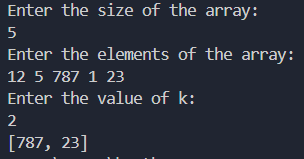 Enter the size of the array:
5
Enter the elements of the array:
12 5 787 1 23
Enter the value of k:
2
[787, 23]